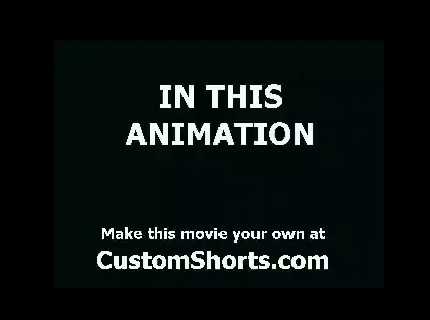 IN THIS
ANIMATION
Make this movie your own at
CustomShorts.com